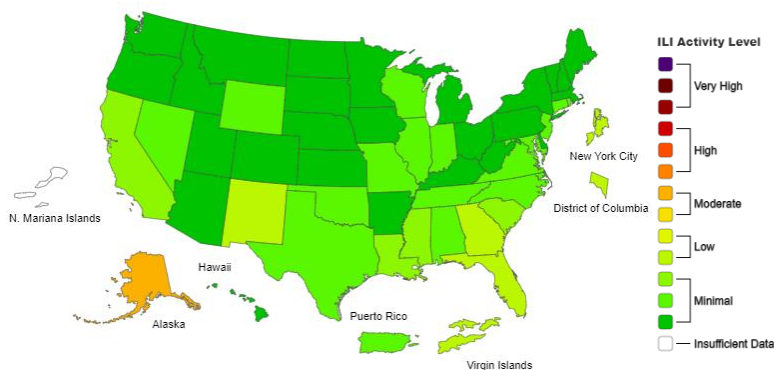 ILI Activity Level
Very High
High
Moderate
Low
Minimal
Insufficient Data
New York City
District of Columbia
N. Mariana Islands
Hawaii
Alaska
Puerto Rico
Virgin Islands